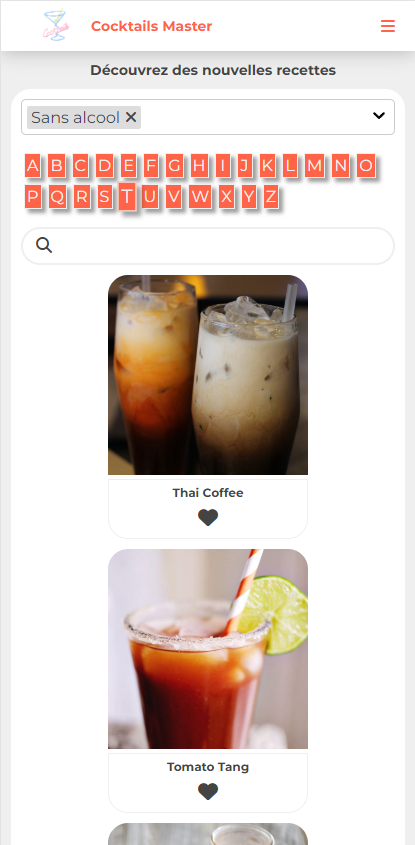 Cocktails Master
Découvrez des nouvelles recettes
Sans alcool
A B C D E F G H I J K L M N O
P Q R S T U V W X Y Z
Thai Coffee
Tomato Tang